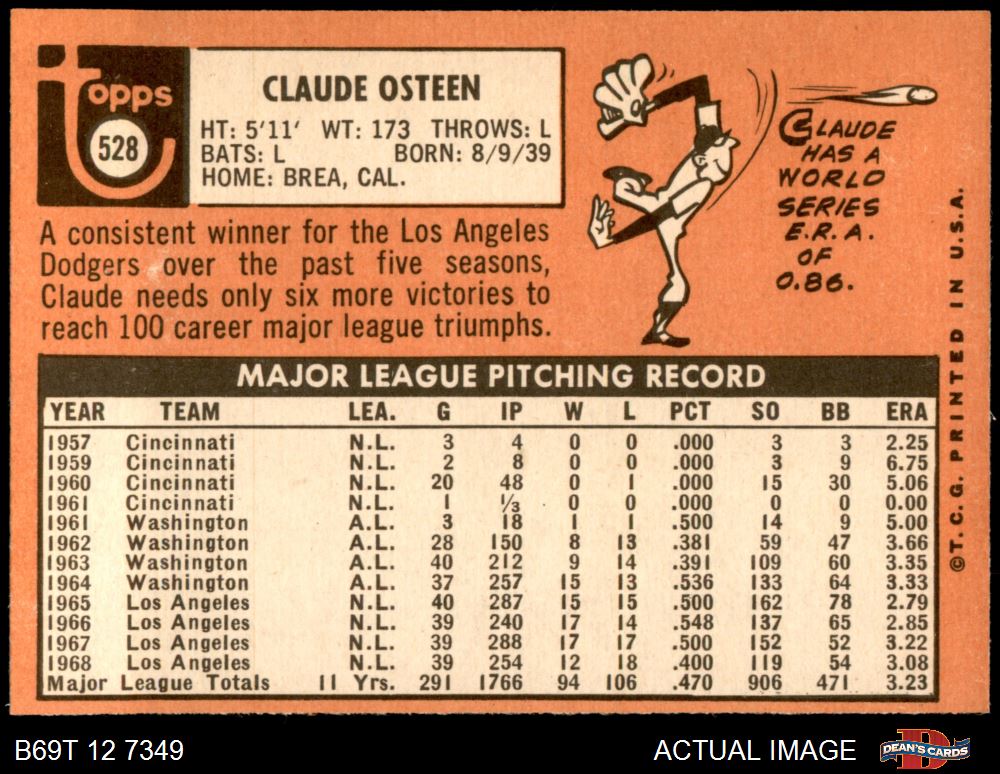 topps
528
CLAUDE OSTEEN
HT: 5'11' WT: 173 THROWS: L
BATS: L BORN: 8/9/39
HOME: BREA, CAL.
A consistent winner for the Los Angeles
Dodgers over the past five seasons,
Claude needs only six more victories to
reach 100 career major league triumphs.
CLAUDE
HAS A
WORLD
SERIES
E.R.A.
OF
0.86.
MAJOR LEAGUE PITCHING RECORD
YEAR TEAM LEA. G IP W L PCT SO BB ERA
1957 Cincinnati N.L. 3 4 0 0 .000 3 3 2.25
1959 Cincinnati N.L. 2 8 0 0 .000 3 9 6.75
1960 Cincinnati N.L. 20 48 0 1 .000 15 30 5.06
1961 Cincinnati N.L. 1 1/3 0 0 .000 0 0 0.00
1961 Washington A.L. 3 18 1 1 .500 14 9 5.00
1962 Washington A.L. 28 150 8 13 .381 59 47 3.66
1963 Washington A.L. 40 212 9 14 .391 109 60 3.35
1964 Washington A.L. 37 257 15 13 .536 133 64 3.33
1965 Los Angeles N.L. 40 287 15 15 .500 162 78 2.79
1966 Los Angeles N.L. 39 240 17 14 .548 137 65 2.85
1967 Los Angeles N.L. 39 288 17 17 .500 152 52 3.22
1968 Los Angeles N.L. 39 254 12 18 .400 119 54 3.08
Major League Totals 11 Yrs. 291 1766 94 106 .470 906 471 3.23
©T.C.G. PRINTED IN U.S.A.
B69T 12 7349
ACTUAL IMAGE
B
DEAN'S CARDS